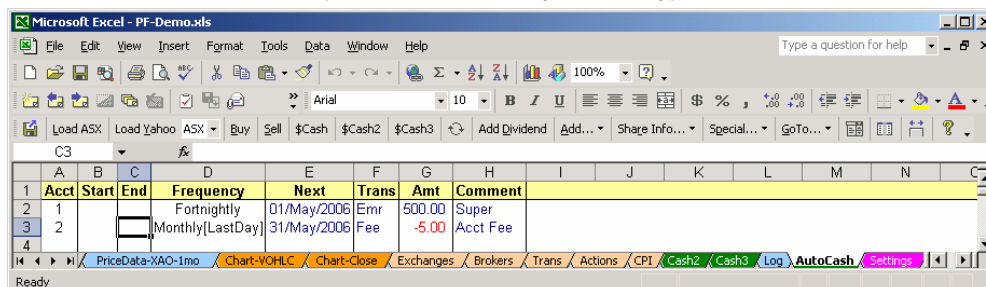 Microsoft Excel - PF-Demo.xls
File Edit View Insert Format Tools Data Window Help Type a question for help
100%
Arial 10 B I U $ % ,
Load ASX Load Yahoo ASX Buy Sell $Cash $Cash2 $Cash3 Add Dividend Add... Share Info... Special... GoTo...
C3 fx
A B C D E F G H I J K L M N
1 Acct Start End Frequency Next Trans Amt Comment
2 1 Fortnightly 01/May/2006 Emr 500.00 Super
3 2 Monthly[LastDay] 31/May/2006 Fee -5.00 Acct Fee
4
PriceData-XAO-1mo Chart-VOHLC Chart-Close Exchanges Brokers Trans Actions CPI Cash2 Cash3 Log AutoCash Settings
Ready